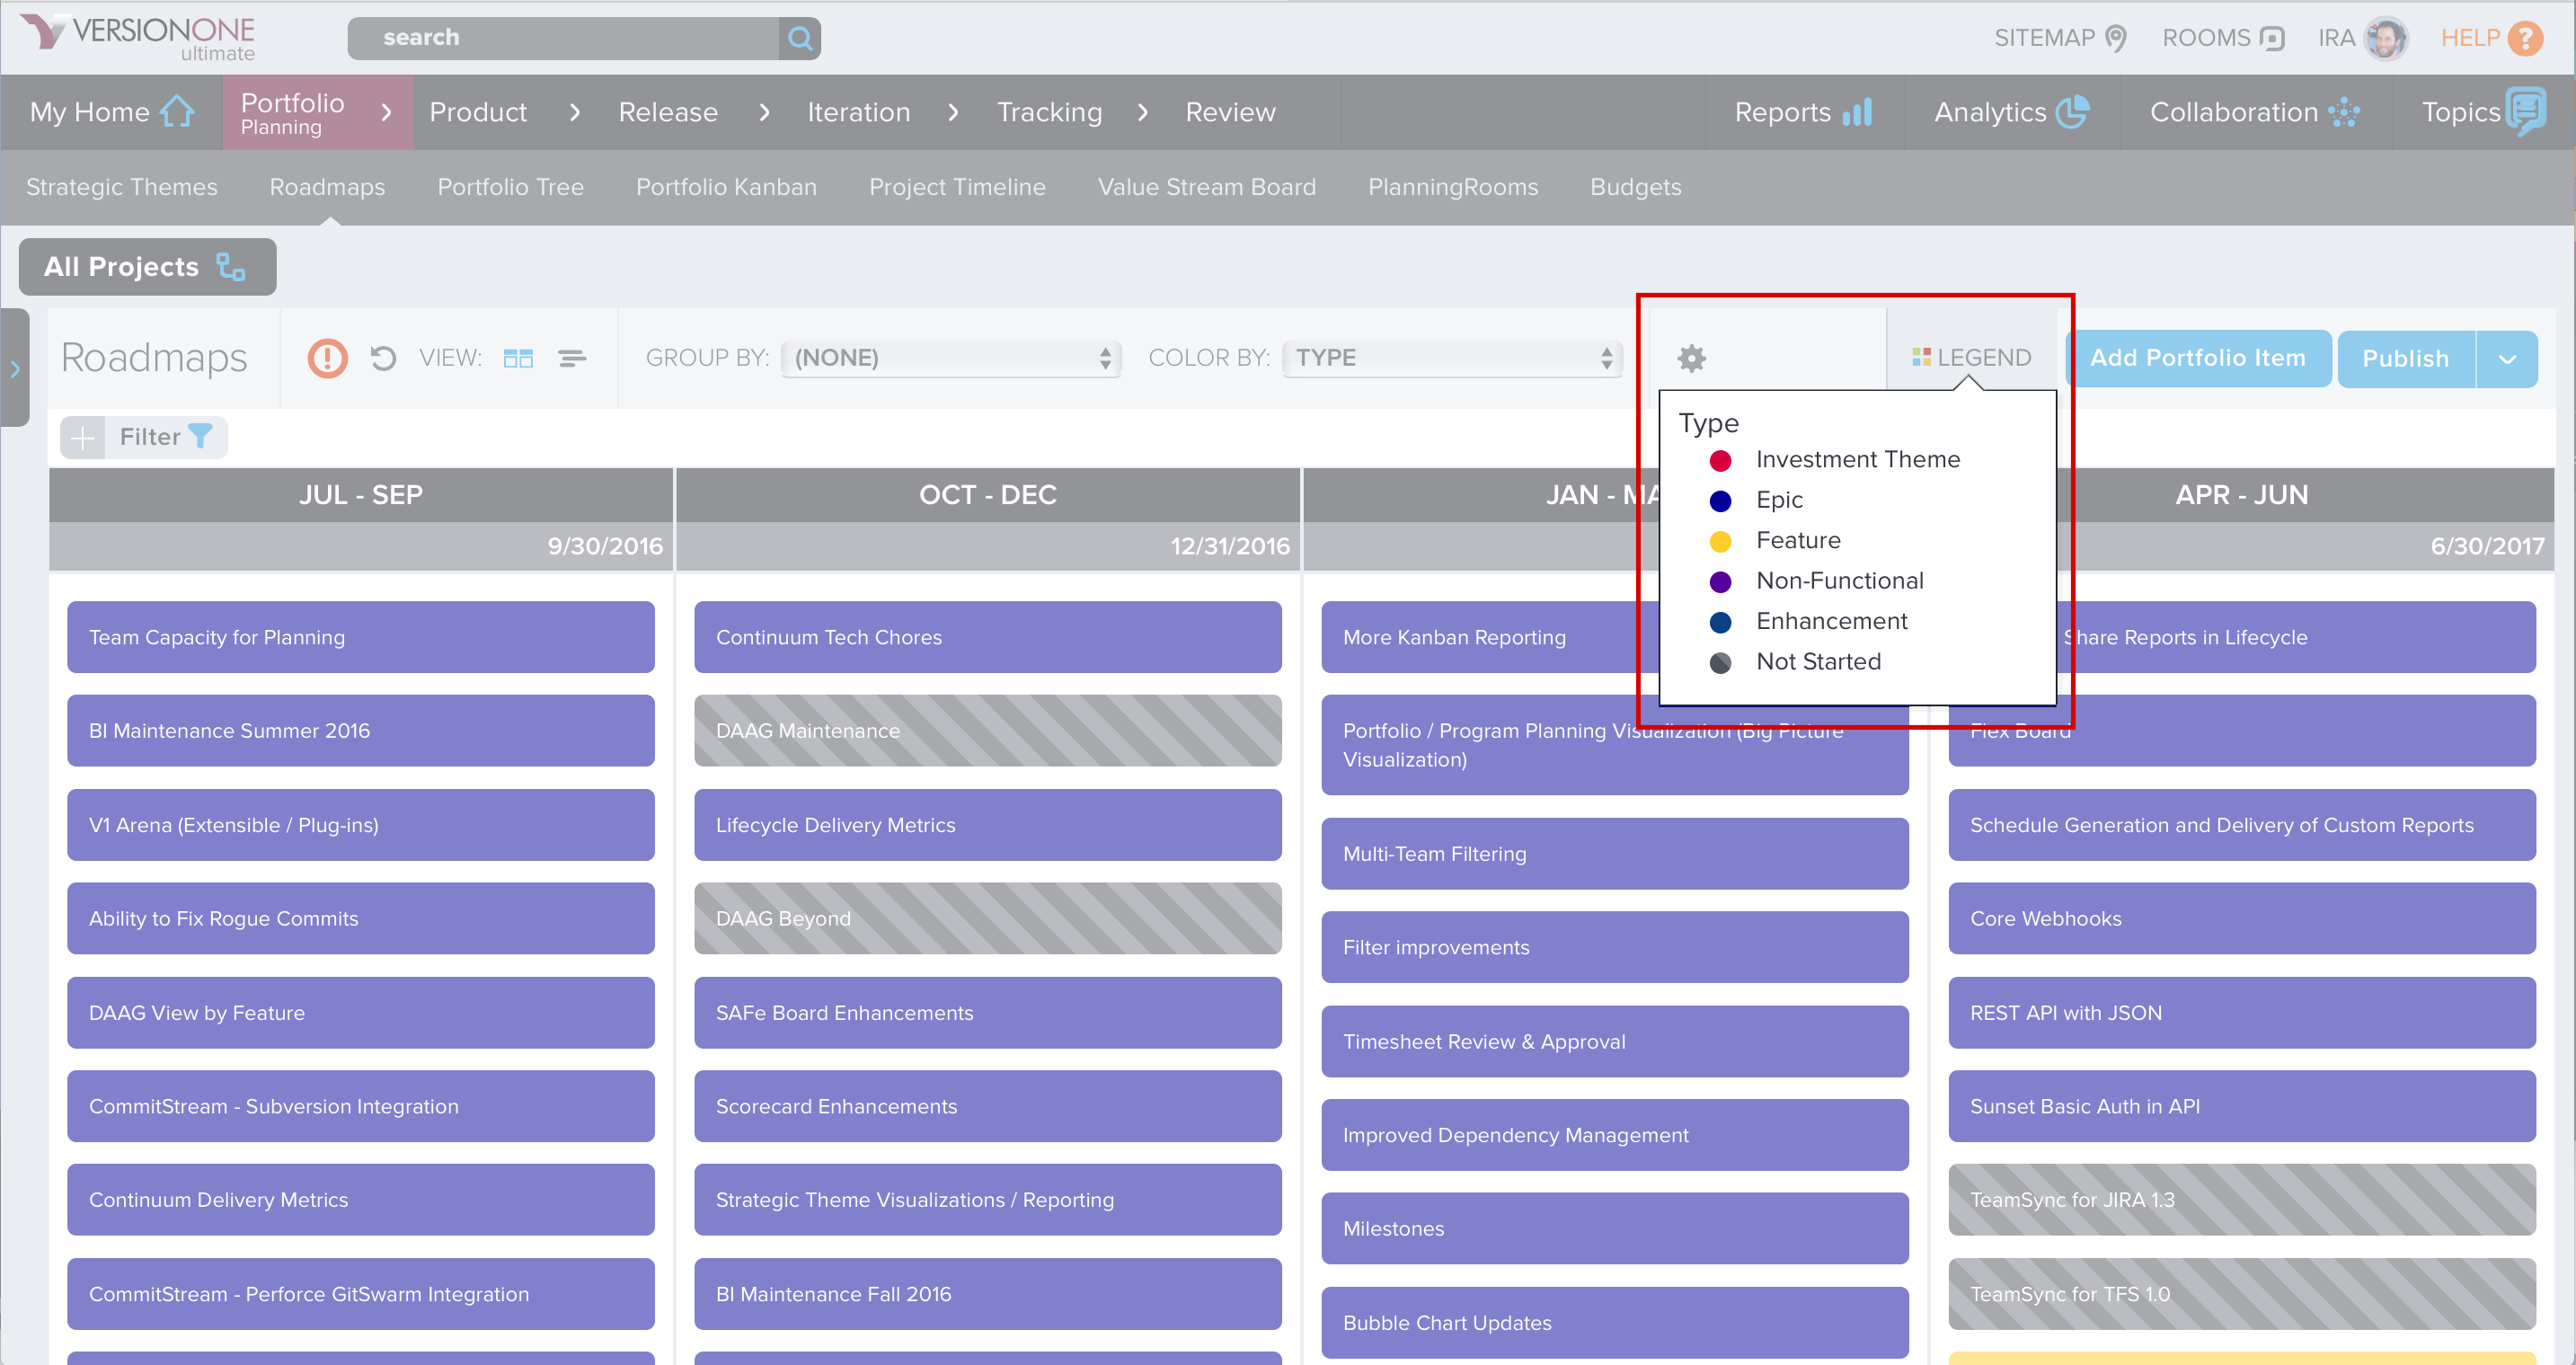 VERSIONONE
ultimate
search
SITEMAP
ROOMS
IRA
HELP ?
My Home
Portfolio
Planning
Product
Release
Iteration
Tracking
Review
Reports
Analytics
Collaboration
Topics
Strategic Themes
Roadmaps
Portfolio Tree
Portfolio Kanban
Project Timeline
Value Stream Board
PlanningRooms
Budgets
All Projects
Roadmaps
VIEW:
GROUP BY: (NONE)
COLOR BY: TYPE
LEGEND
Add Portfolio Item
Publish
Filter
Type
Investment Theme
Epic
Feature
Non-Functional
Enhancement
Not Started
JUL - SEP
9/30/2016
Team Capacity for Planning
BI Maintenance Summer 2016
V1 Arena (Extensible / Plug-ins)
Ability to Fix Rogue Commits
DAAG View by Feature
CommitStream - Subversion Integration
Continuum Delivery Metrics
CommitStream - Perforce GitSwarm Integration
OCT - DEC
12/31/2016
Continuum Tech Chores
DAAG Maintenance
Lifecycle Delivery Metrics
DAAG Beyond
SAFe Board Enhancements
Scorecard Enhancements
Strategic Theme Visualizations / Reporting
BI Maintenance Fall 2016
JAN - MA
More Kanban Reporting
Portfolio / Program Planning Visualization (Big Picture
Visualization)
Multi-Team Filtering
Filter improvements
Timesheet Review & Approval
Improved Dependency Management
Milestones
Bubble Chart Updates
APR - JUN
6/30/2017
Share Reports in Lifecycle
Flex Board
Schedule Generation and Delivery of Custom Reports
Core Webhooks
REST API with JSON
Sunset Basic Auth in API
TeamSync for JIRA 1.3
TeamSync for TFS 1.0